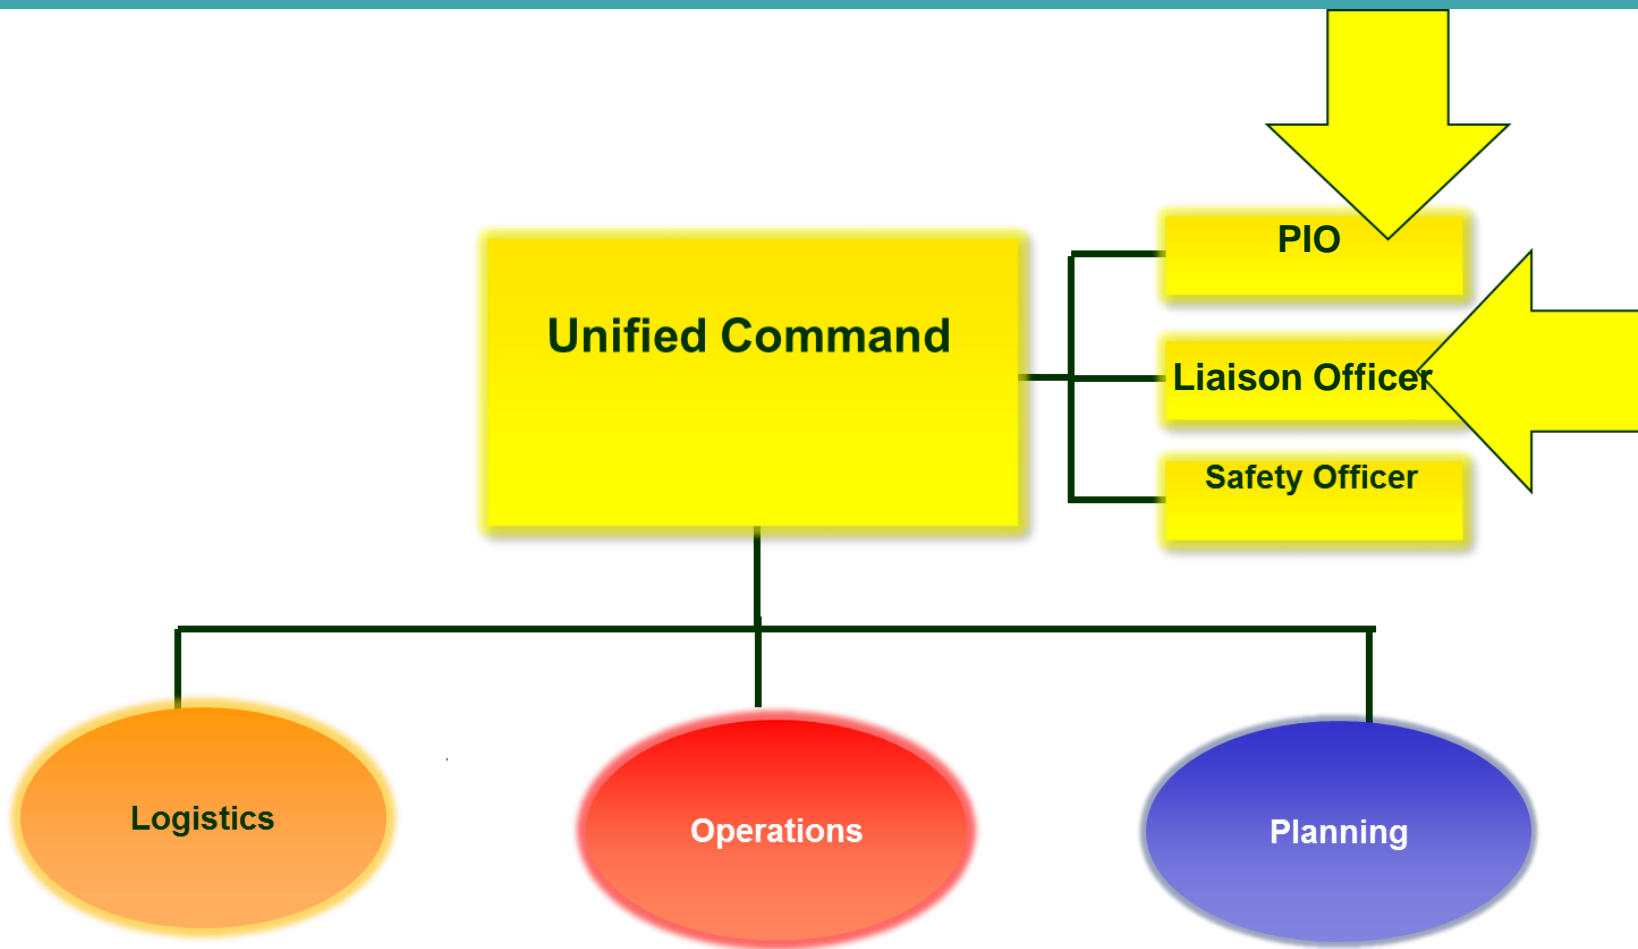 PIO
Unified Command
Liaison Officer
Safety Officer
Logistics
Operations
Planning